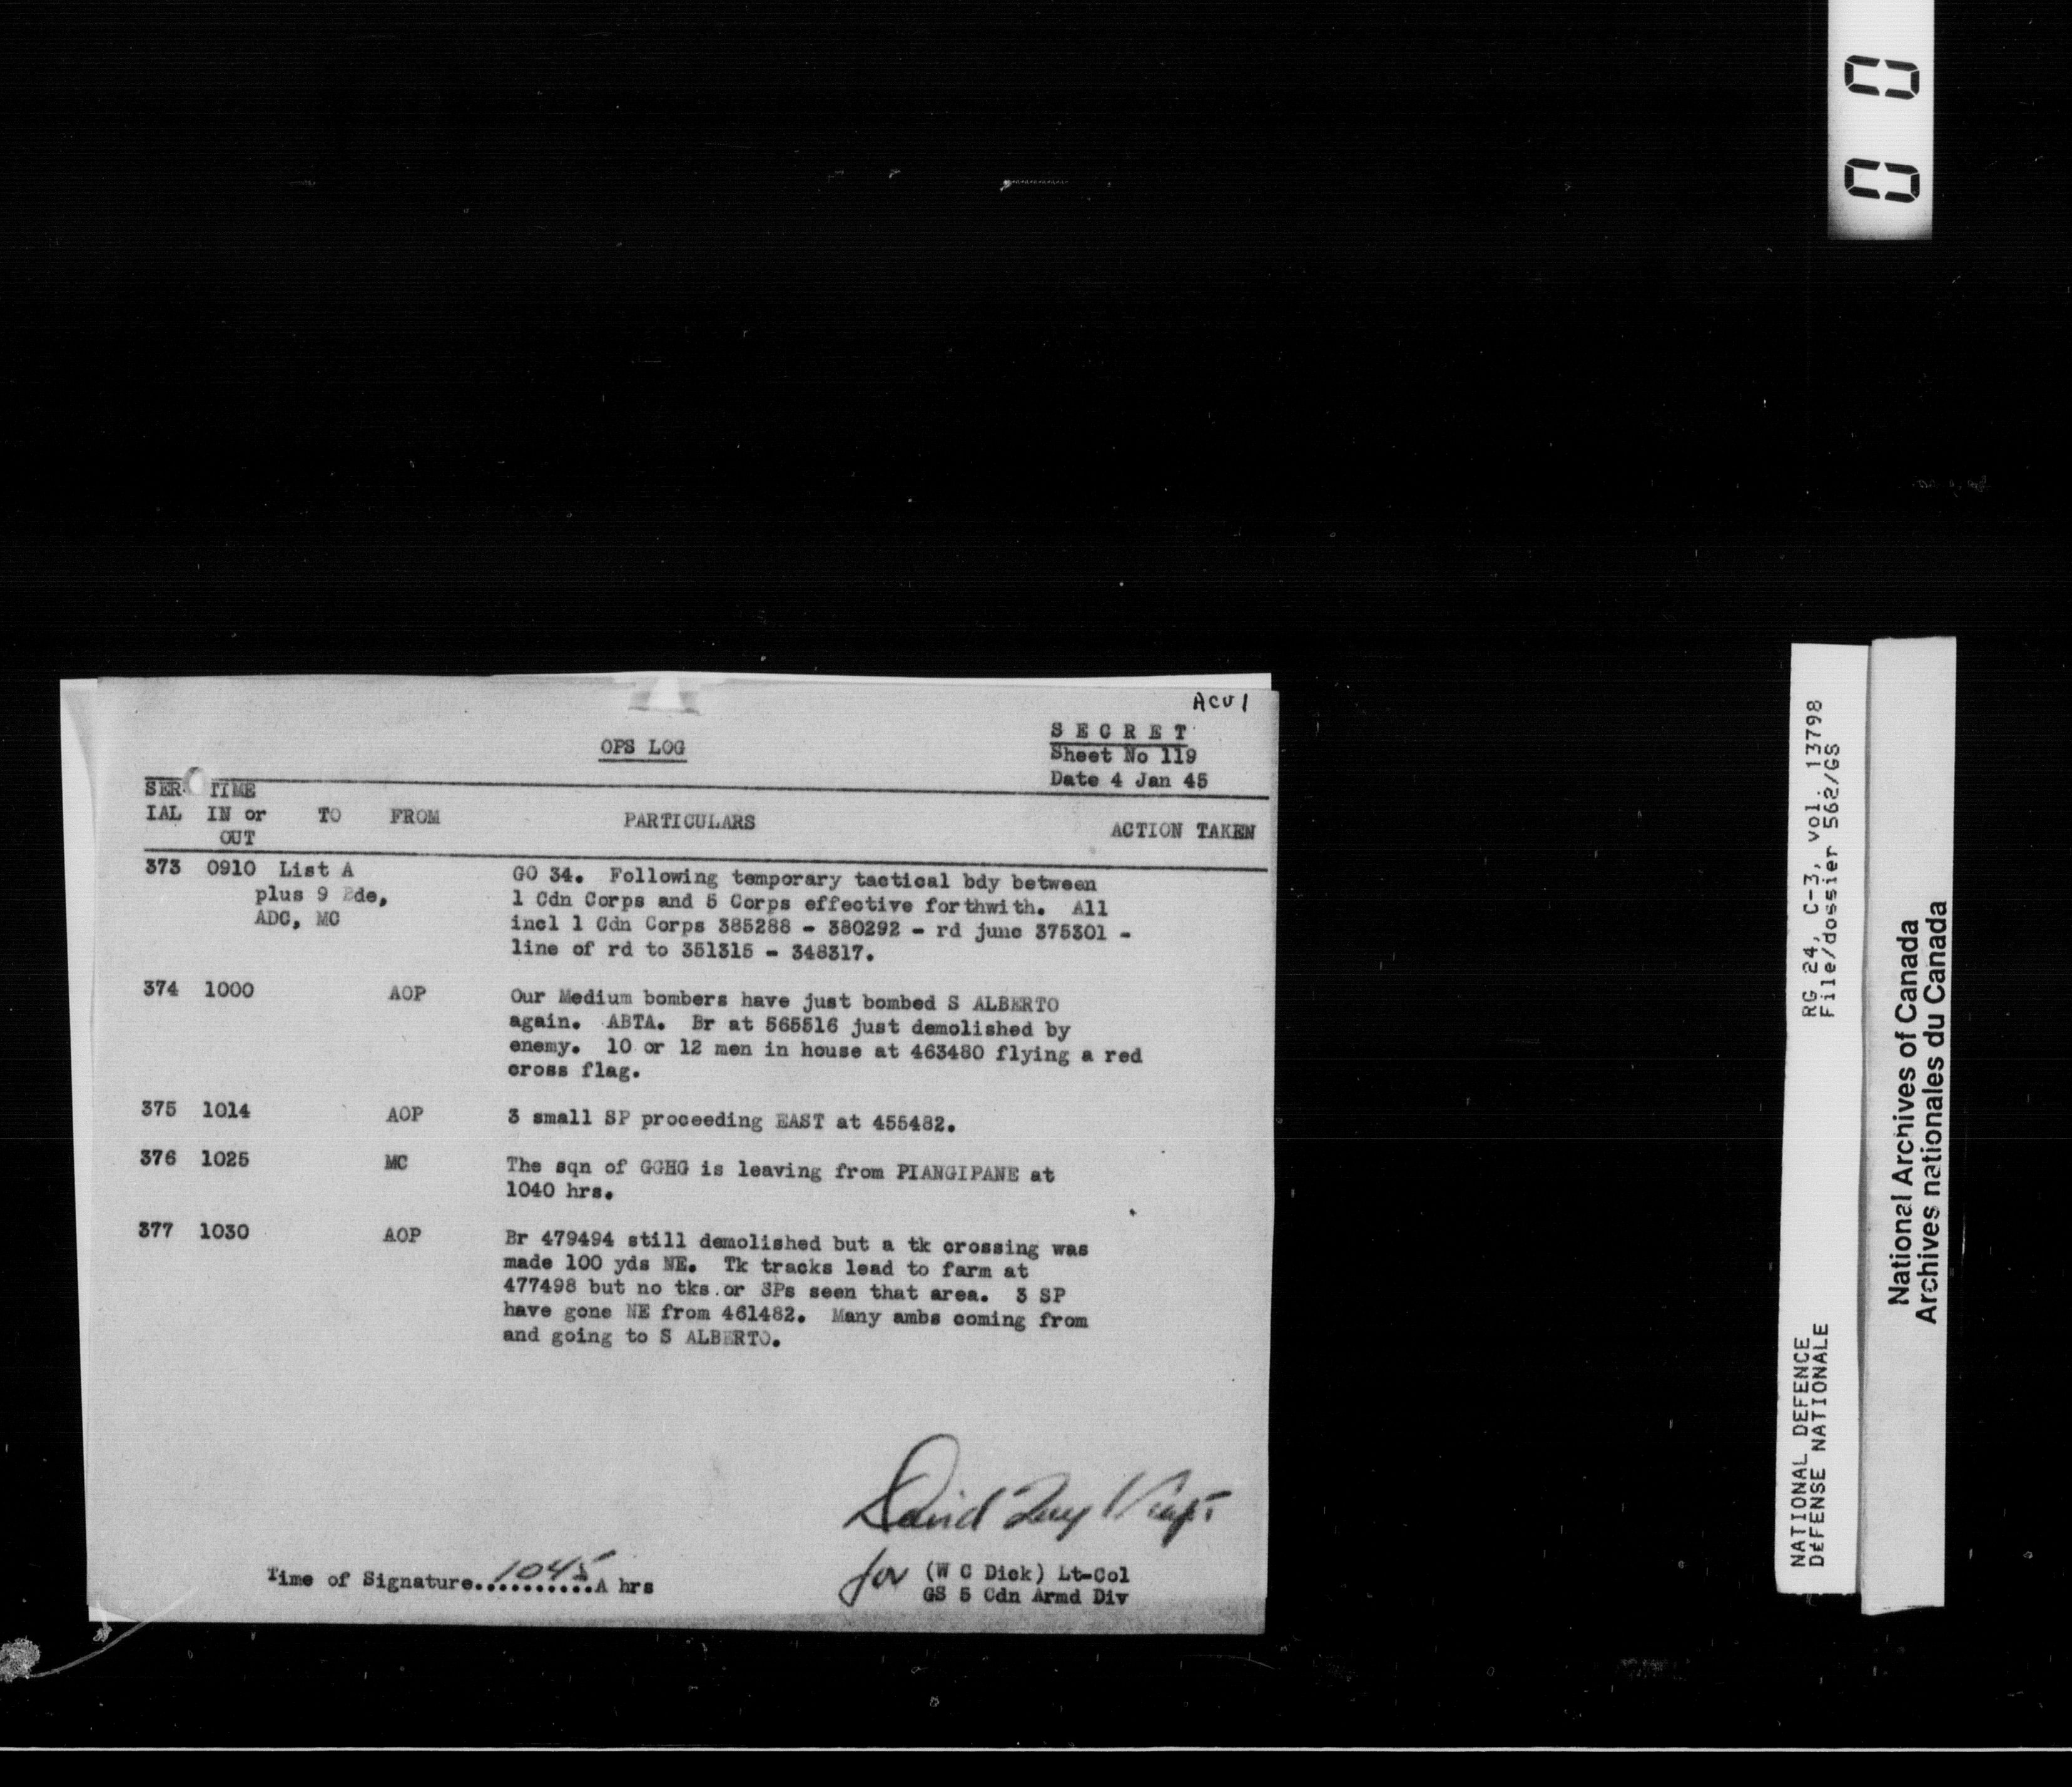 ACU1
S E C R E T
OPS LOG
Sheet No 119
Date 4 Jan 45
SER TIME
IAL IN or TO FROM PARTICULARS ACTION TAKEN
OUT
373 0910 List A GO 34. Following temporary tactical bdy between
plus 9 Bde, 1 Cdn Corps and 5 Corps effective forthwith. All
ADC, MC incl 1 Cdn Corps 385288 - 380292 - rd junc 375301 -
line of rd to 351315 - 348317.
374 1000 AOP Our Medium bombers have just bombed S ALBERTO
again. ABTA. Br at 565516 just demolished by
enemy. 10 or 12 men in house at 463480 flying a red
cross flag.
375 1014 AOP 3 small SP proceeding EAST at 455482.
376 1025 MC The sqn of GGHG is leaving from PIANGIPANE at
1040 hrs.
377 1030 AOP Br 479494 still demolished but a tk crossing was
made 100 yds NE. Tk tracks lead to farm at
477498 but no tks or SPs seen that area. 3 SP
have gone NE from 461482. Many ambs coming from
and going to S ALBERTO.
David Capt
Time of Signature..1045..A hrs
for (W C Dick) Lt-Col
GS 5 Cdn Armd Div
00
RG 24, C-3, vol. 13798
File/dossier 562/GS
NATIONAL DEFENCE
DÉFENSE NATIONALE
National Archives of Canada
Archives nationales du Canada